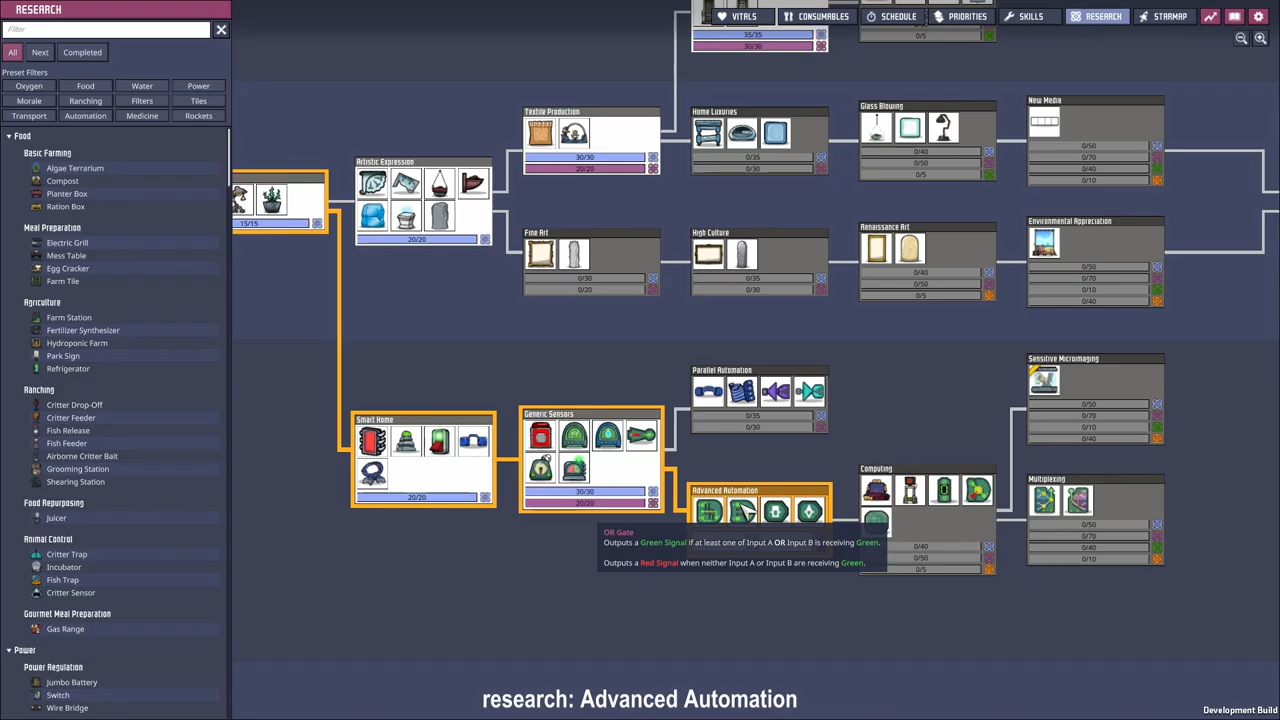 RESEARCH
VITALS
CONSUMABLES
SCHEDULE
PRIORITIES
SKILLS
RESEARCH
STARMAP
Filter
All
Next
Completed
Preset Filters
Oxygen
Food
Water
Power
Morale
Ranching
Filters
Tiles
Transport
Automation
Medicine
Rockets
Food
Basic Farming
Algae Terrarium
Compost
Planter Box
Ration Box
Meal Preparation
Electric Grill
Mess Table
Egg Cracker
Farm Tile
Agriculture
Farm Station
Fertilizer Synthesizer
Hydroponic Farm
Park Sign
Refrigerator
Ranching
Critter Drop-Off
Critter Feeder
Fish Release
Fish Feeder
Airborne Critter Bait
Grooming Station
Shearing Station
Food Repurposing
Juicer
Animal Control
Critter Trap
Incubator
Fish Trap
Critter Sensor
Gourmet Meal Preparation
Gas Range
Power
Power Regulation
Jumbo Battery
Switch
Wire Bridge
35/35
30/30
0/5
15/15
Artistic Expression
20/20
Textile Production
30/30
20/20
Home Luxuries
0/35
0/30
Glass Blowing
0/40
0/50
0/5
New Media
0/50
0/70
0/40
0/10
Fine Art
0/30
0/20
High Culture
0/35
0/30
Renaissance Art
0/40
0/50
0/5
Environmental Appreciation
0/50
0/70
0/10
0/40
Smart Home
20/20
Generic Sensors
30/30
20/20
Parallel Automation
0/35
0/30
Advanced Automation
Computing
0/40
0/50
0/5
Sensitive Microimaging
0/50
0/70
0/10
0/40
Multiplexing
0/50
0/70
0/40
0/10
OR Gate
Outputs a Green Signal if at least one of Input A OR Input B is receiving Green.
Outputs a Red Signal when neither Input A or Input B are receiving Green.
research: Advanced Automation
Development Build